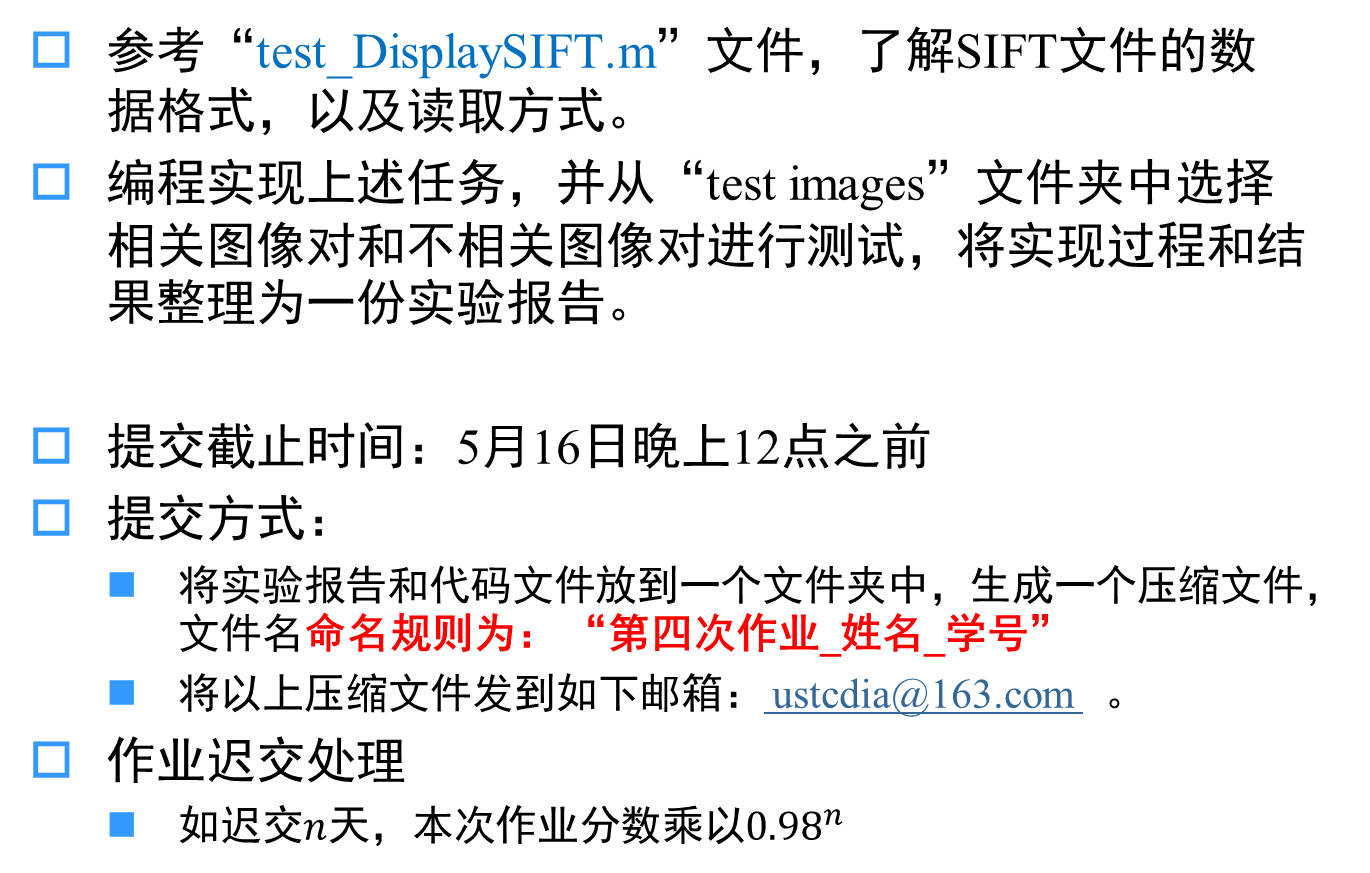 参考“test_DisplaySIFT.m”文件，了解SIFT文件的数
据格式，以及读取方式。
编程实现上述任务，并从“test images”文件夹中选择
相关图像对和不相关图像对进行测试，将实现过程和结
果整理为一份实验报告。
提交截止时间：5月16日晚上12点之前
提交方式：
将实验报告和代码文件放到一个文件夹中，生成一个压缩文件，
文件名命名规则为：“第四次作业_姓名_学号”
将以上压缩文件发到如下邮箱：ustcdia@163.com 。
作业迟交处理
如迟交n天，本次作业分数乘以0.98ⁿ